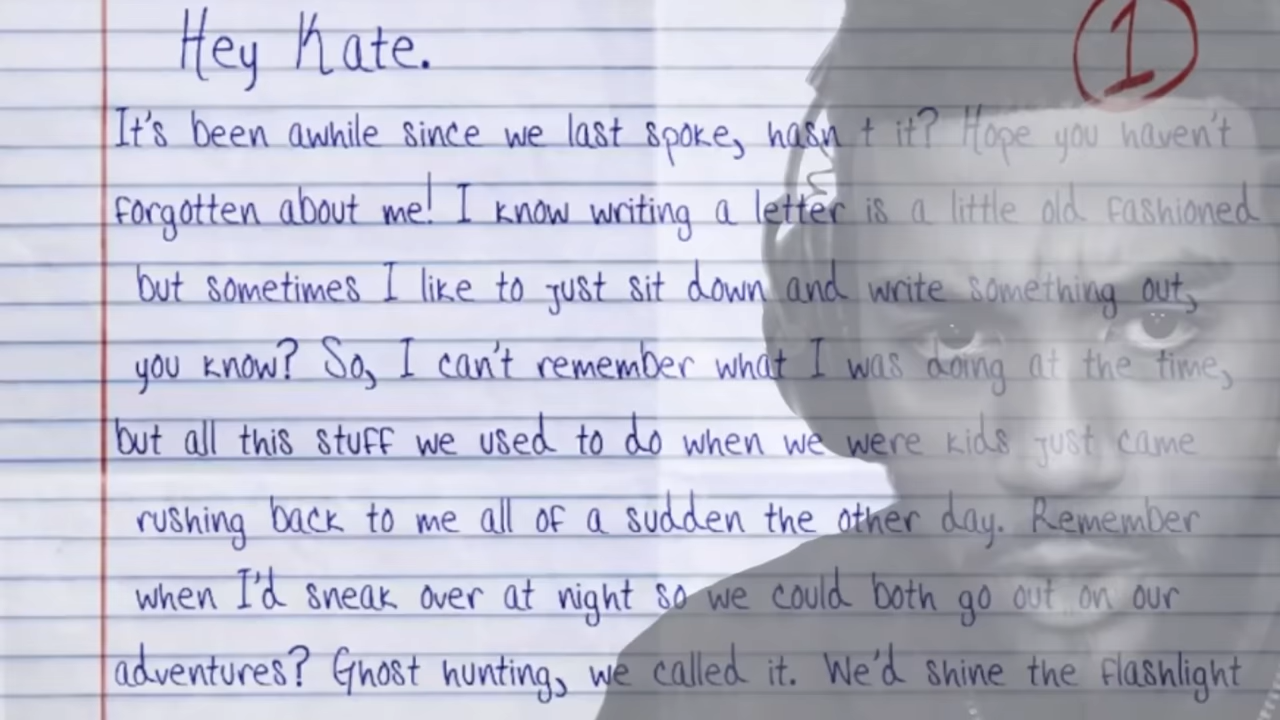 1
Hey Kate.
It's been awhile since we last spoke, hasn t it? Hope you haven't
forgotten about me! I know writing a letter is a little old fashioned
but sometimes I like to just sit down and write something out,
you know? So, I can't remember what I was doing at the time,
but all this stuff we used to do when we were kids just came
rushing back to me all of a sudden the other day. Remember
when I'd sneak over at night so we could both go out on our
adventures? Ghost hunting, we called it. We'd shine the flashlight